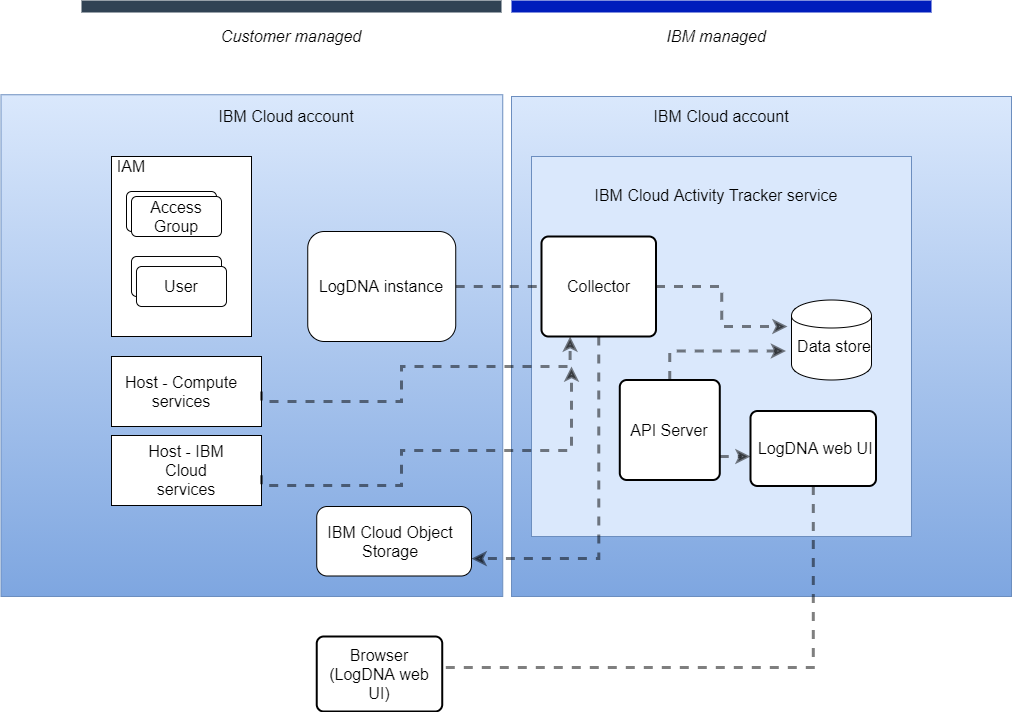 Customer managed
IBM managed
IBM Cloud account
IBM Cloud account
IAM
Access
Group
User
LogDNA instance
Host - Compute
services
Host - IBM
Cloud
services
IBM Cloud Object
Storage
IBM Cloud Activity Tracker service
Collector
Data store
API Server
LogDNA web UI
Browser
(LogDNA web
UI)